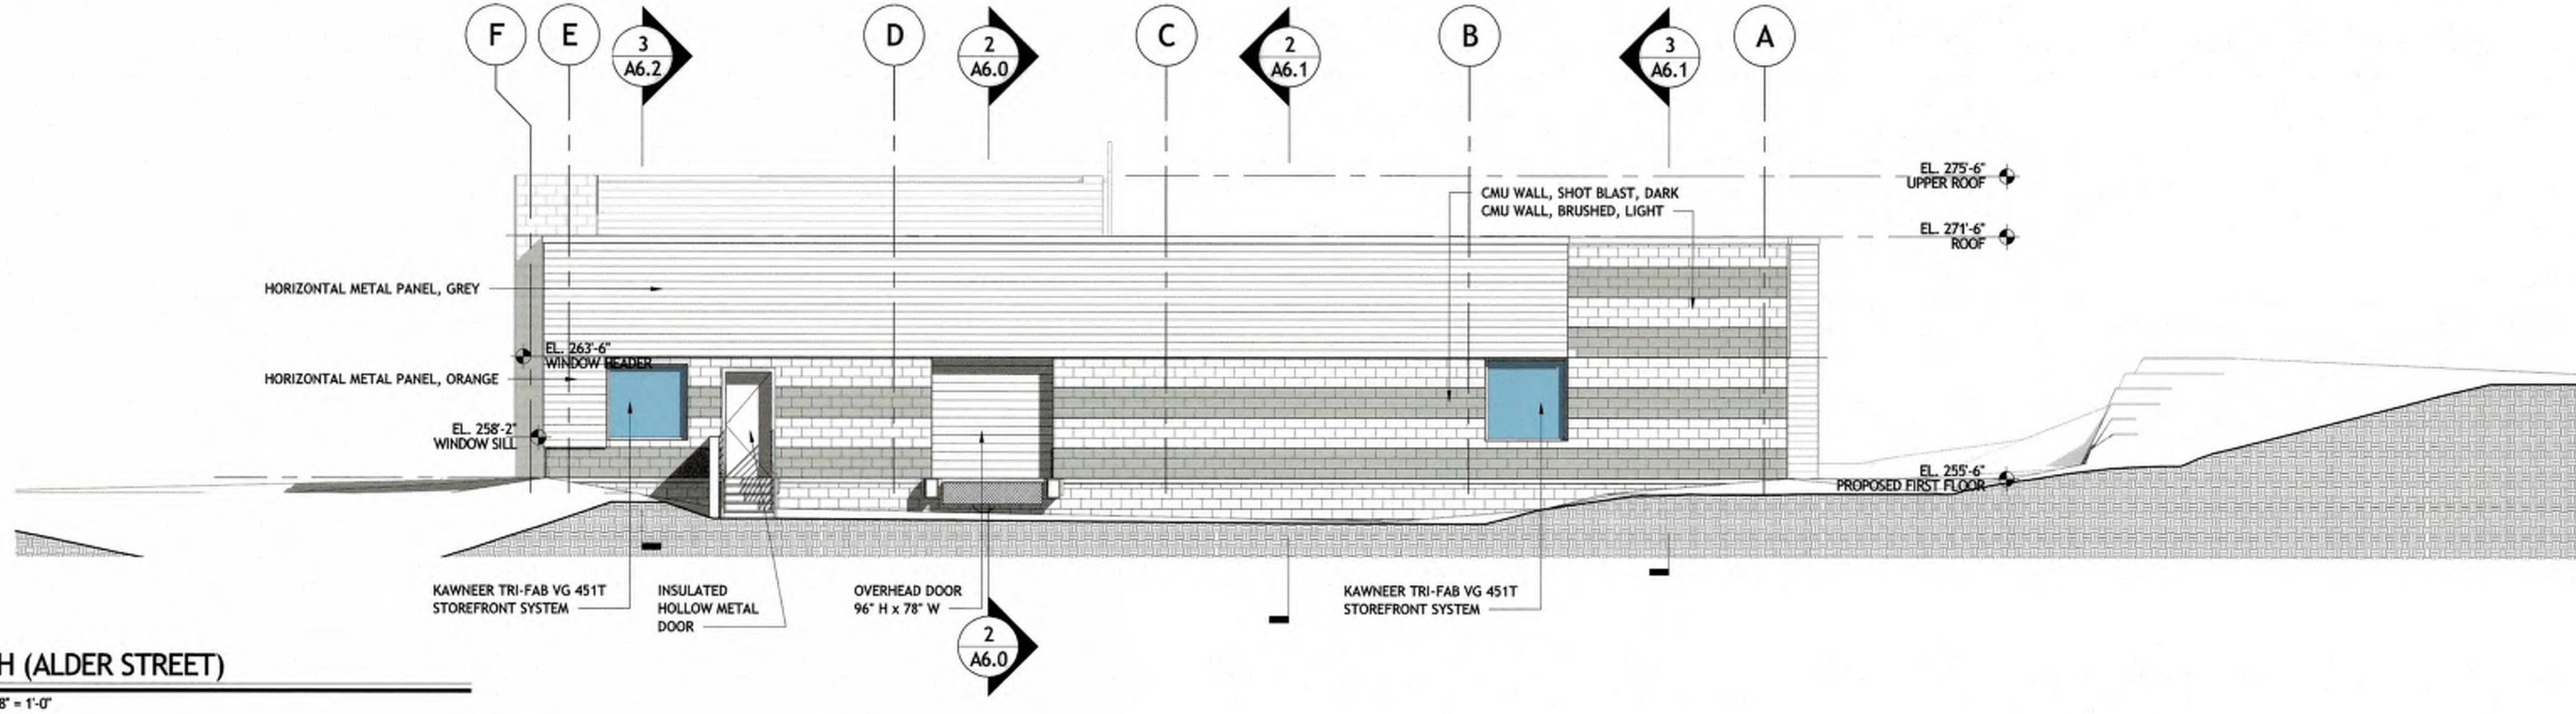 F
E
3
A6.2
D
2
A6.0
C
2
A6.1
B
3
A6.1
A
EL. 275'-6"
UPPER ROOF
CMU WALL, SHOT BLAST, DARK
CMU WALL, BRUSHED, LIGHT
EL. 271'-6"
ROOF
HORIZONTAL METAL PANEL, GREY
EL. 263'-6"
WINDOW HEADER
HORIZONTAL METAL PANEL, ORANGE
EL. 258'-2"
WINDOW SILL
EL. 255'-6"
PROPOSED FIRST FLOOR
KAWNEER TRI-FAB VG 451T
STOREFRONT SYSTEM
INSULATED
HOLLOW METAL
DOOR
OVERHEAD DOOR
96" H x 78" W
KAWNEER TRI-FAB VG 451T
STOREFRONT SYSTEM
2
A6.0
H (ALDER STREET)
8" = 1'-0"